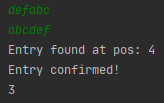 defabc
abcdef
Entry found at pos: 4
Entry confirmed!
3